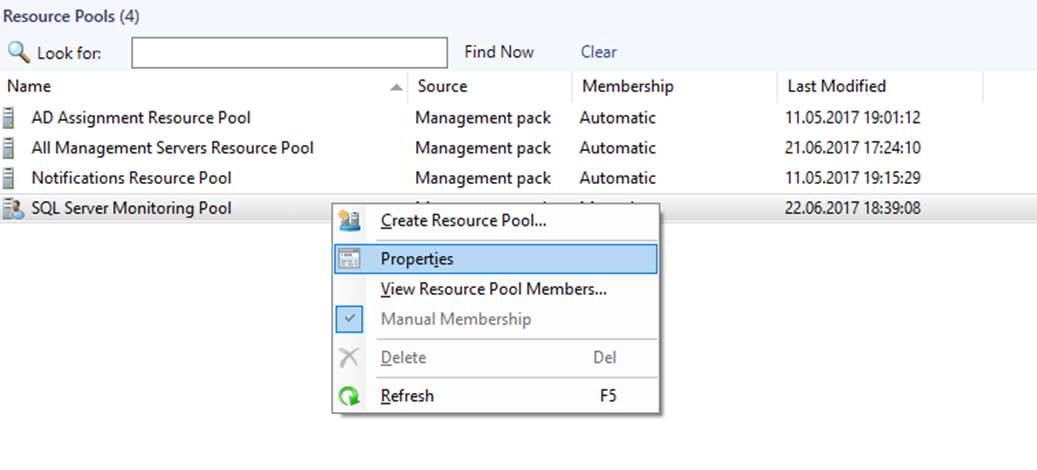 Resource Pools (4)
Look for: Find Now Clear
Name Source Membership Last Modified
AD Assignment Resource Pool Management pack Automatic 11.05.2017 19:01:12
All Management Servers Resource Pool Management pack Automatic 21.06.2017 17:24:10
Notifications Resource Pool Management pack Automatic 11.05.2017 19:15:29
SQL Server Monitoring Pool 22.06.2017 18:39:08
Create Resource Pool...
Properties
View Resource Pool Members...
Manual Membership
Delete Del
Refresh F5